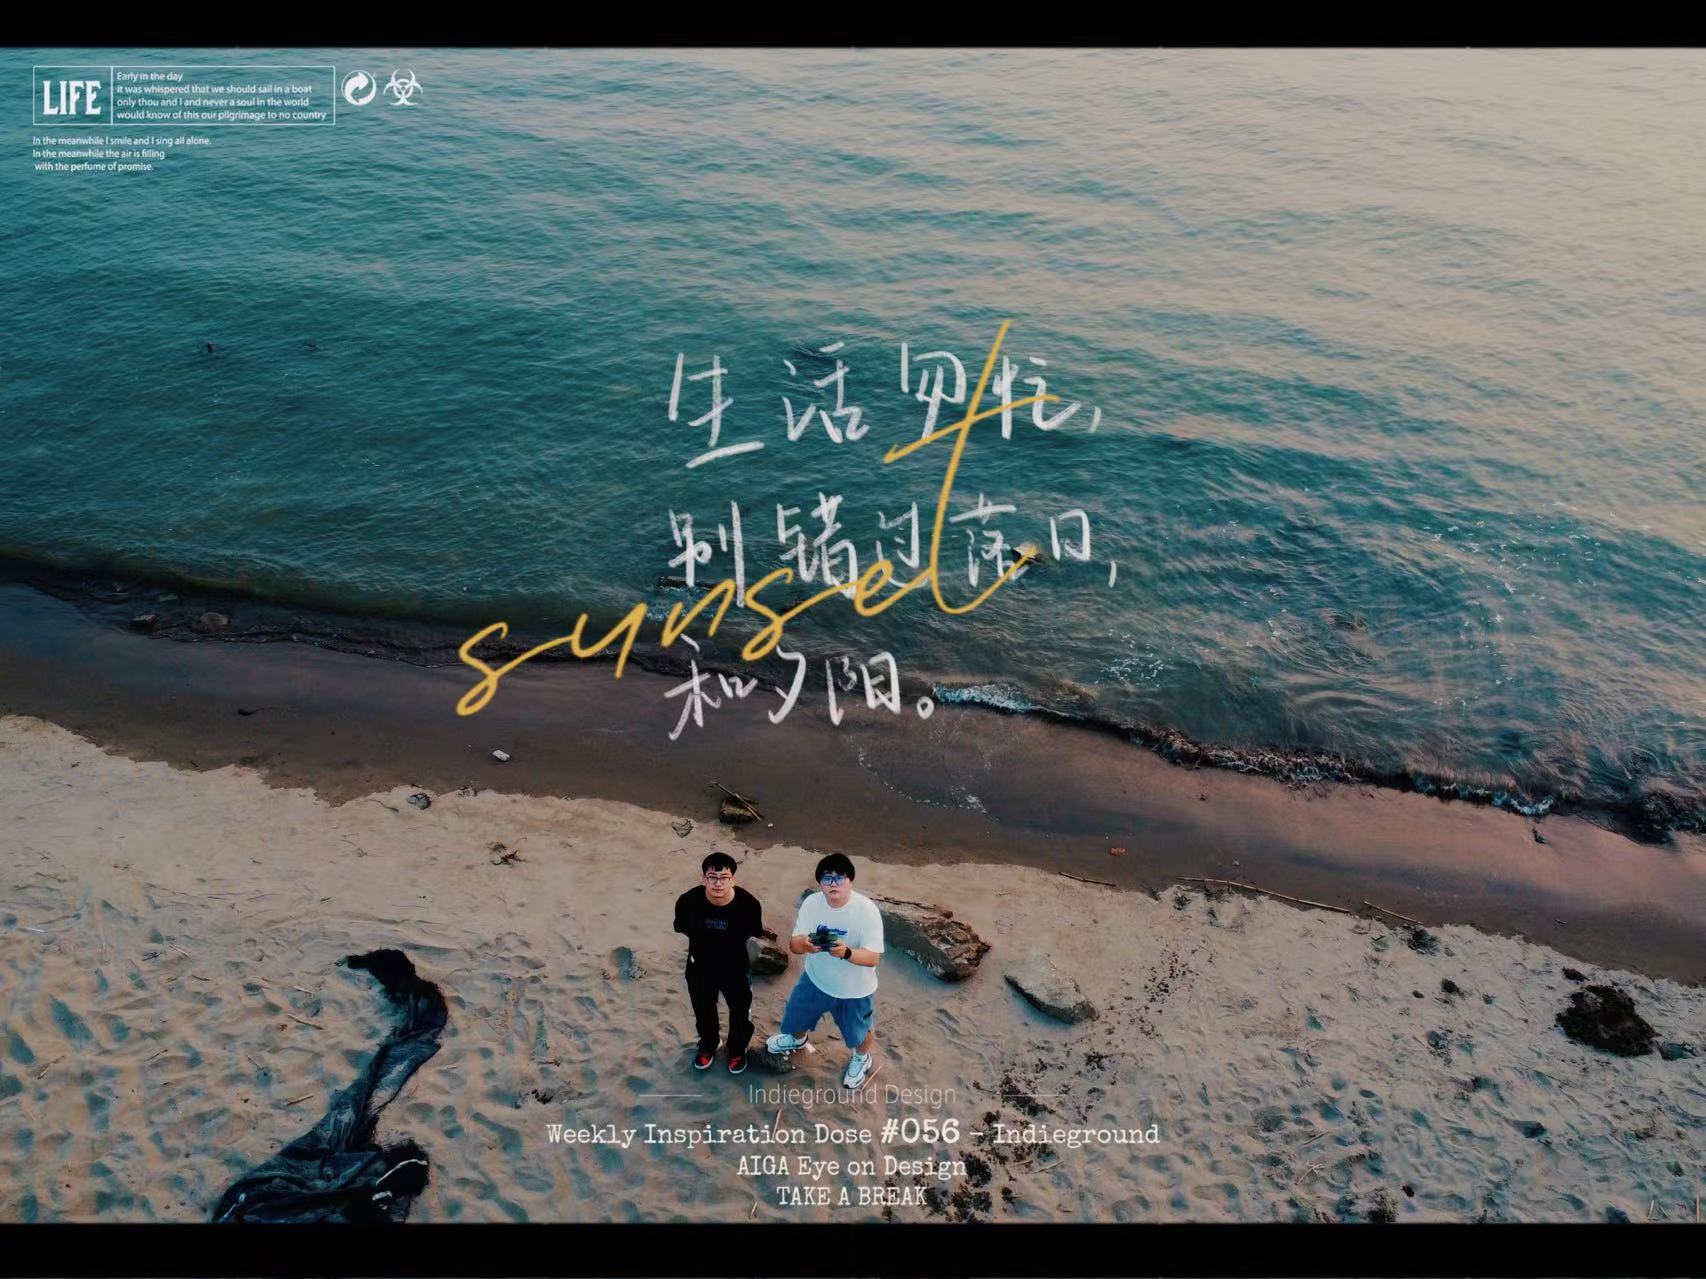 LIFE
Early in the day
it was whispered that we should sail in a boat
only thou and I and never a soul in the world
would know of this our pilgrimage to no country
In the meanwhile I smile and I sing all alone.
In the meanwhile the air is filling
with the perfume of promise.
生活勿忙,
别错过落日,
sunset
和夕阳。
Indieground Design
Weekly Inspiration Dose #056 - Indieground
AIGA Eye on Design
TAKE A BREAK